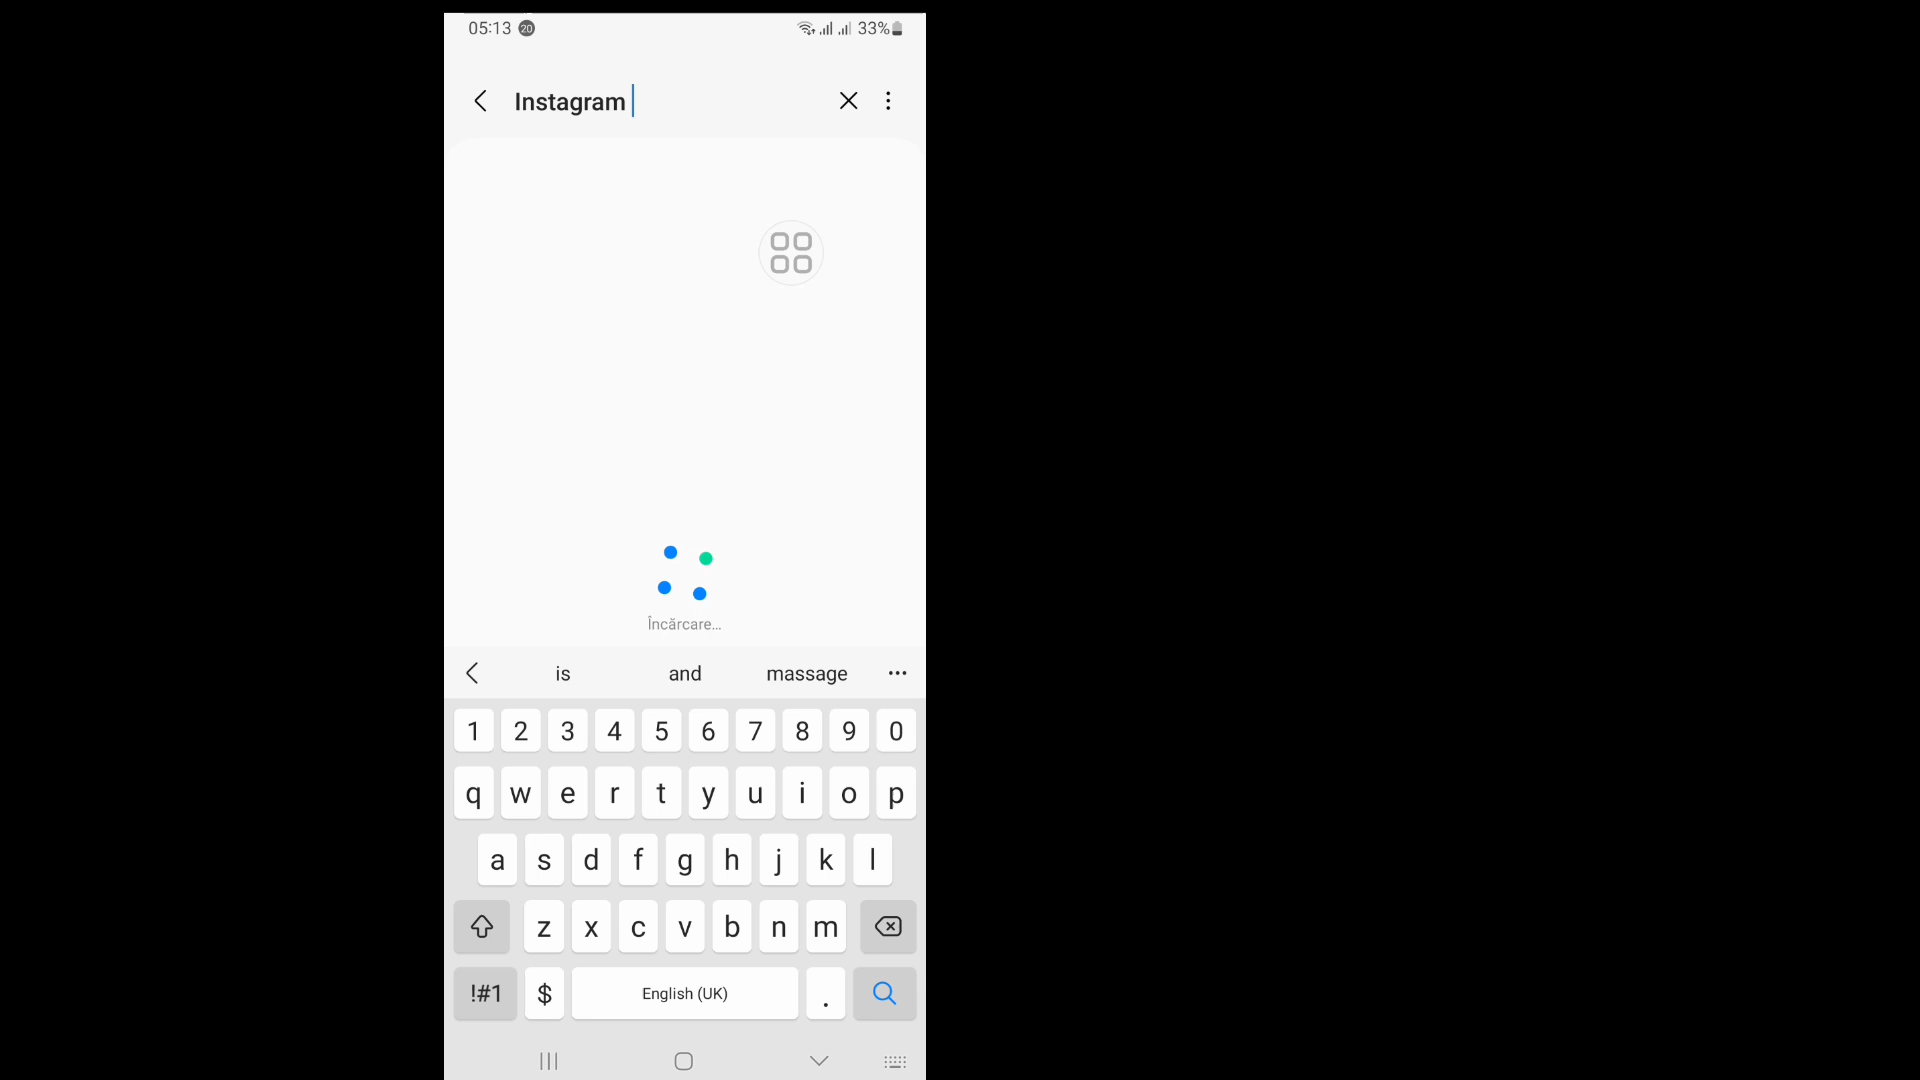 05:13 20 33%
Instagram
Încărcare...
is and massage
1 2 3 4 5 6 7 8 9 0
q w e r t y u i o p
a s d f g h j k l
z x c v b n m
!#1 $ English (UK) .